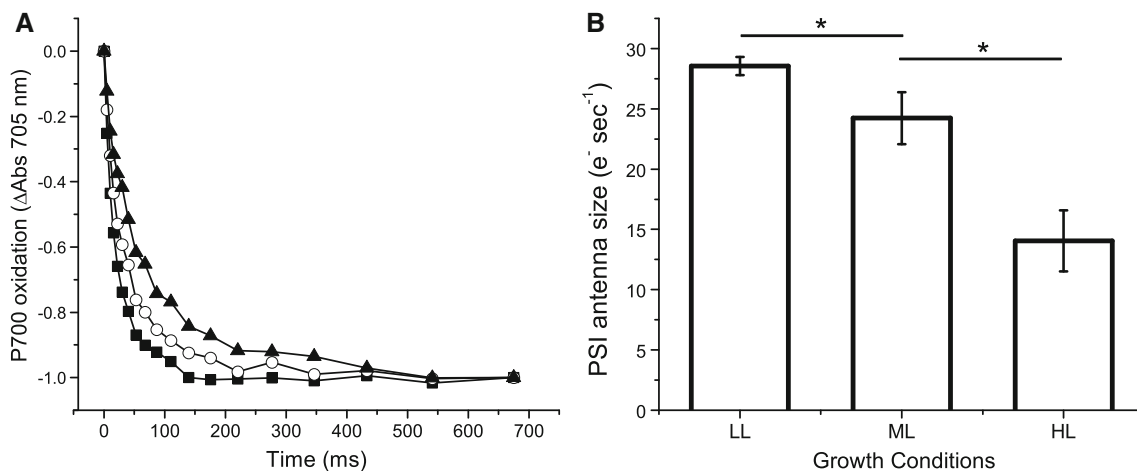 A
0.0
-0.2
-0.4
-0.6
-0.8
-1.0
P700 oxidation (ΔAbs 705 nm)
0 100 200 300 400 500 600 700
Time (ms)
B
* *
30
25
20
15
10
5
0
PSI antenna size (e⁻ sec⁻¹)
LL ML HL
Growth Conditions